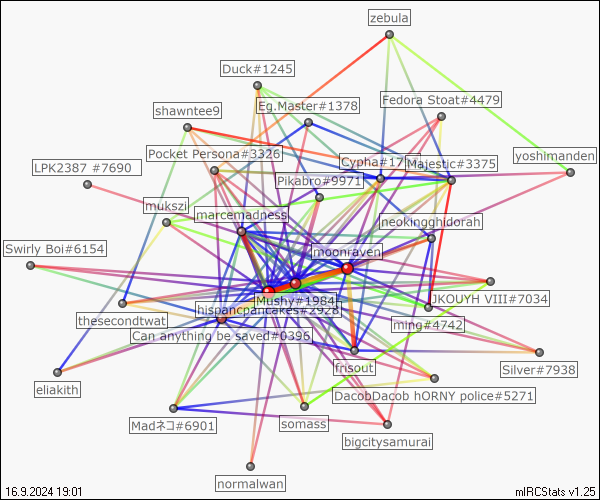 zebula
Duck#1245
Eg.Master#1378
Fedora Stoat#4479
shawntee9
Pocket Persona#3326
Cypha#17
Majestic#3375
yoshimanden
LPK2387 #7690
Pikabro#9971
mukszi
marcemadness
neokingghidorah
Swirly Boi#6154
moonraven
Mushy#1984
JKOUYH VIII#7034
hispancpancakes#2928
thesecondtwat
ming#4742
Can anything be saved#0396
frisout
Silver#7938
eliakith
DacobDacob hORNY police#5271
Madネコ#6901
somass
bigcitysamurai
normalwan
16.9.2024 19:01
mIRCStats v1.25